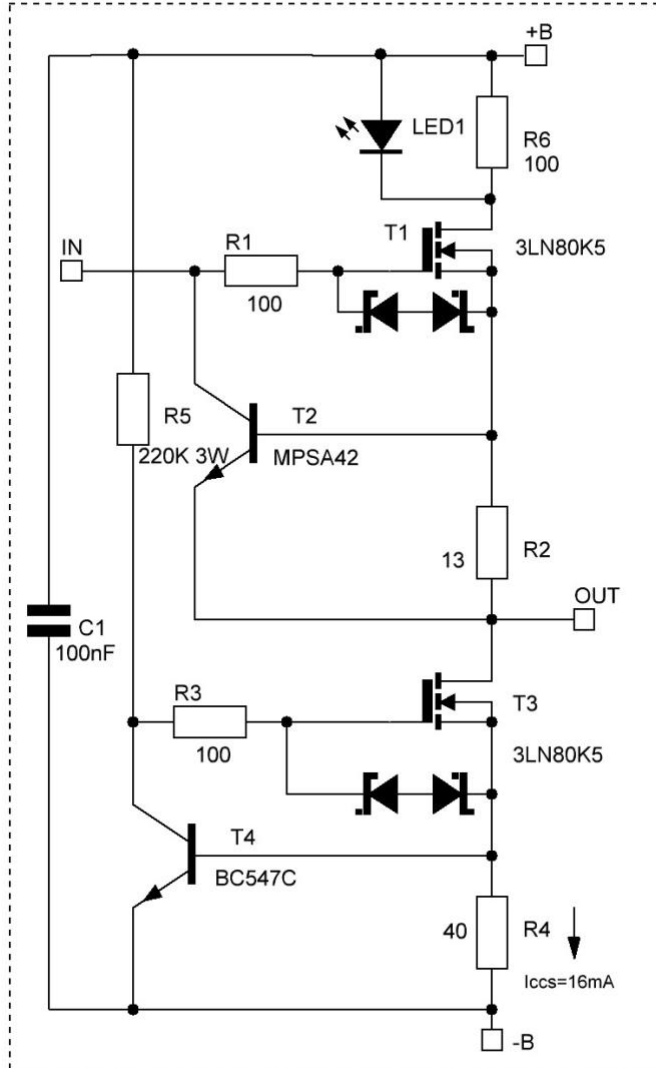 +B
LED1
R6
100
IN
R1
100
T1
3LN80K5
R5
220K 3W
T2
MPSA42
13
R2
OUT
C1
100nF
R3
100
T3
3LN80K5
T4
BC547C
40
R4
Iccs=16mA
-B